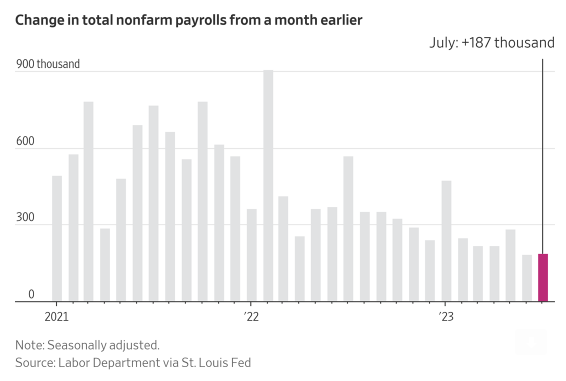 Change in total nonfarm payrolls from a month earlier
July: +187 thousand
900 thousand
600
300
0
2021 ’22 ’23
Note: Seasonally adjusted.
Source: Labor Department via St. Louis Fed